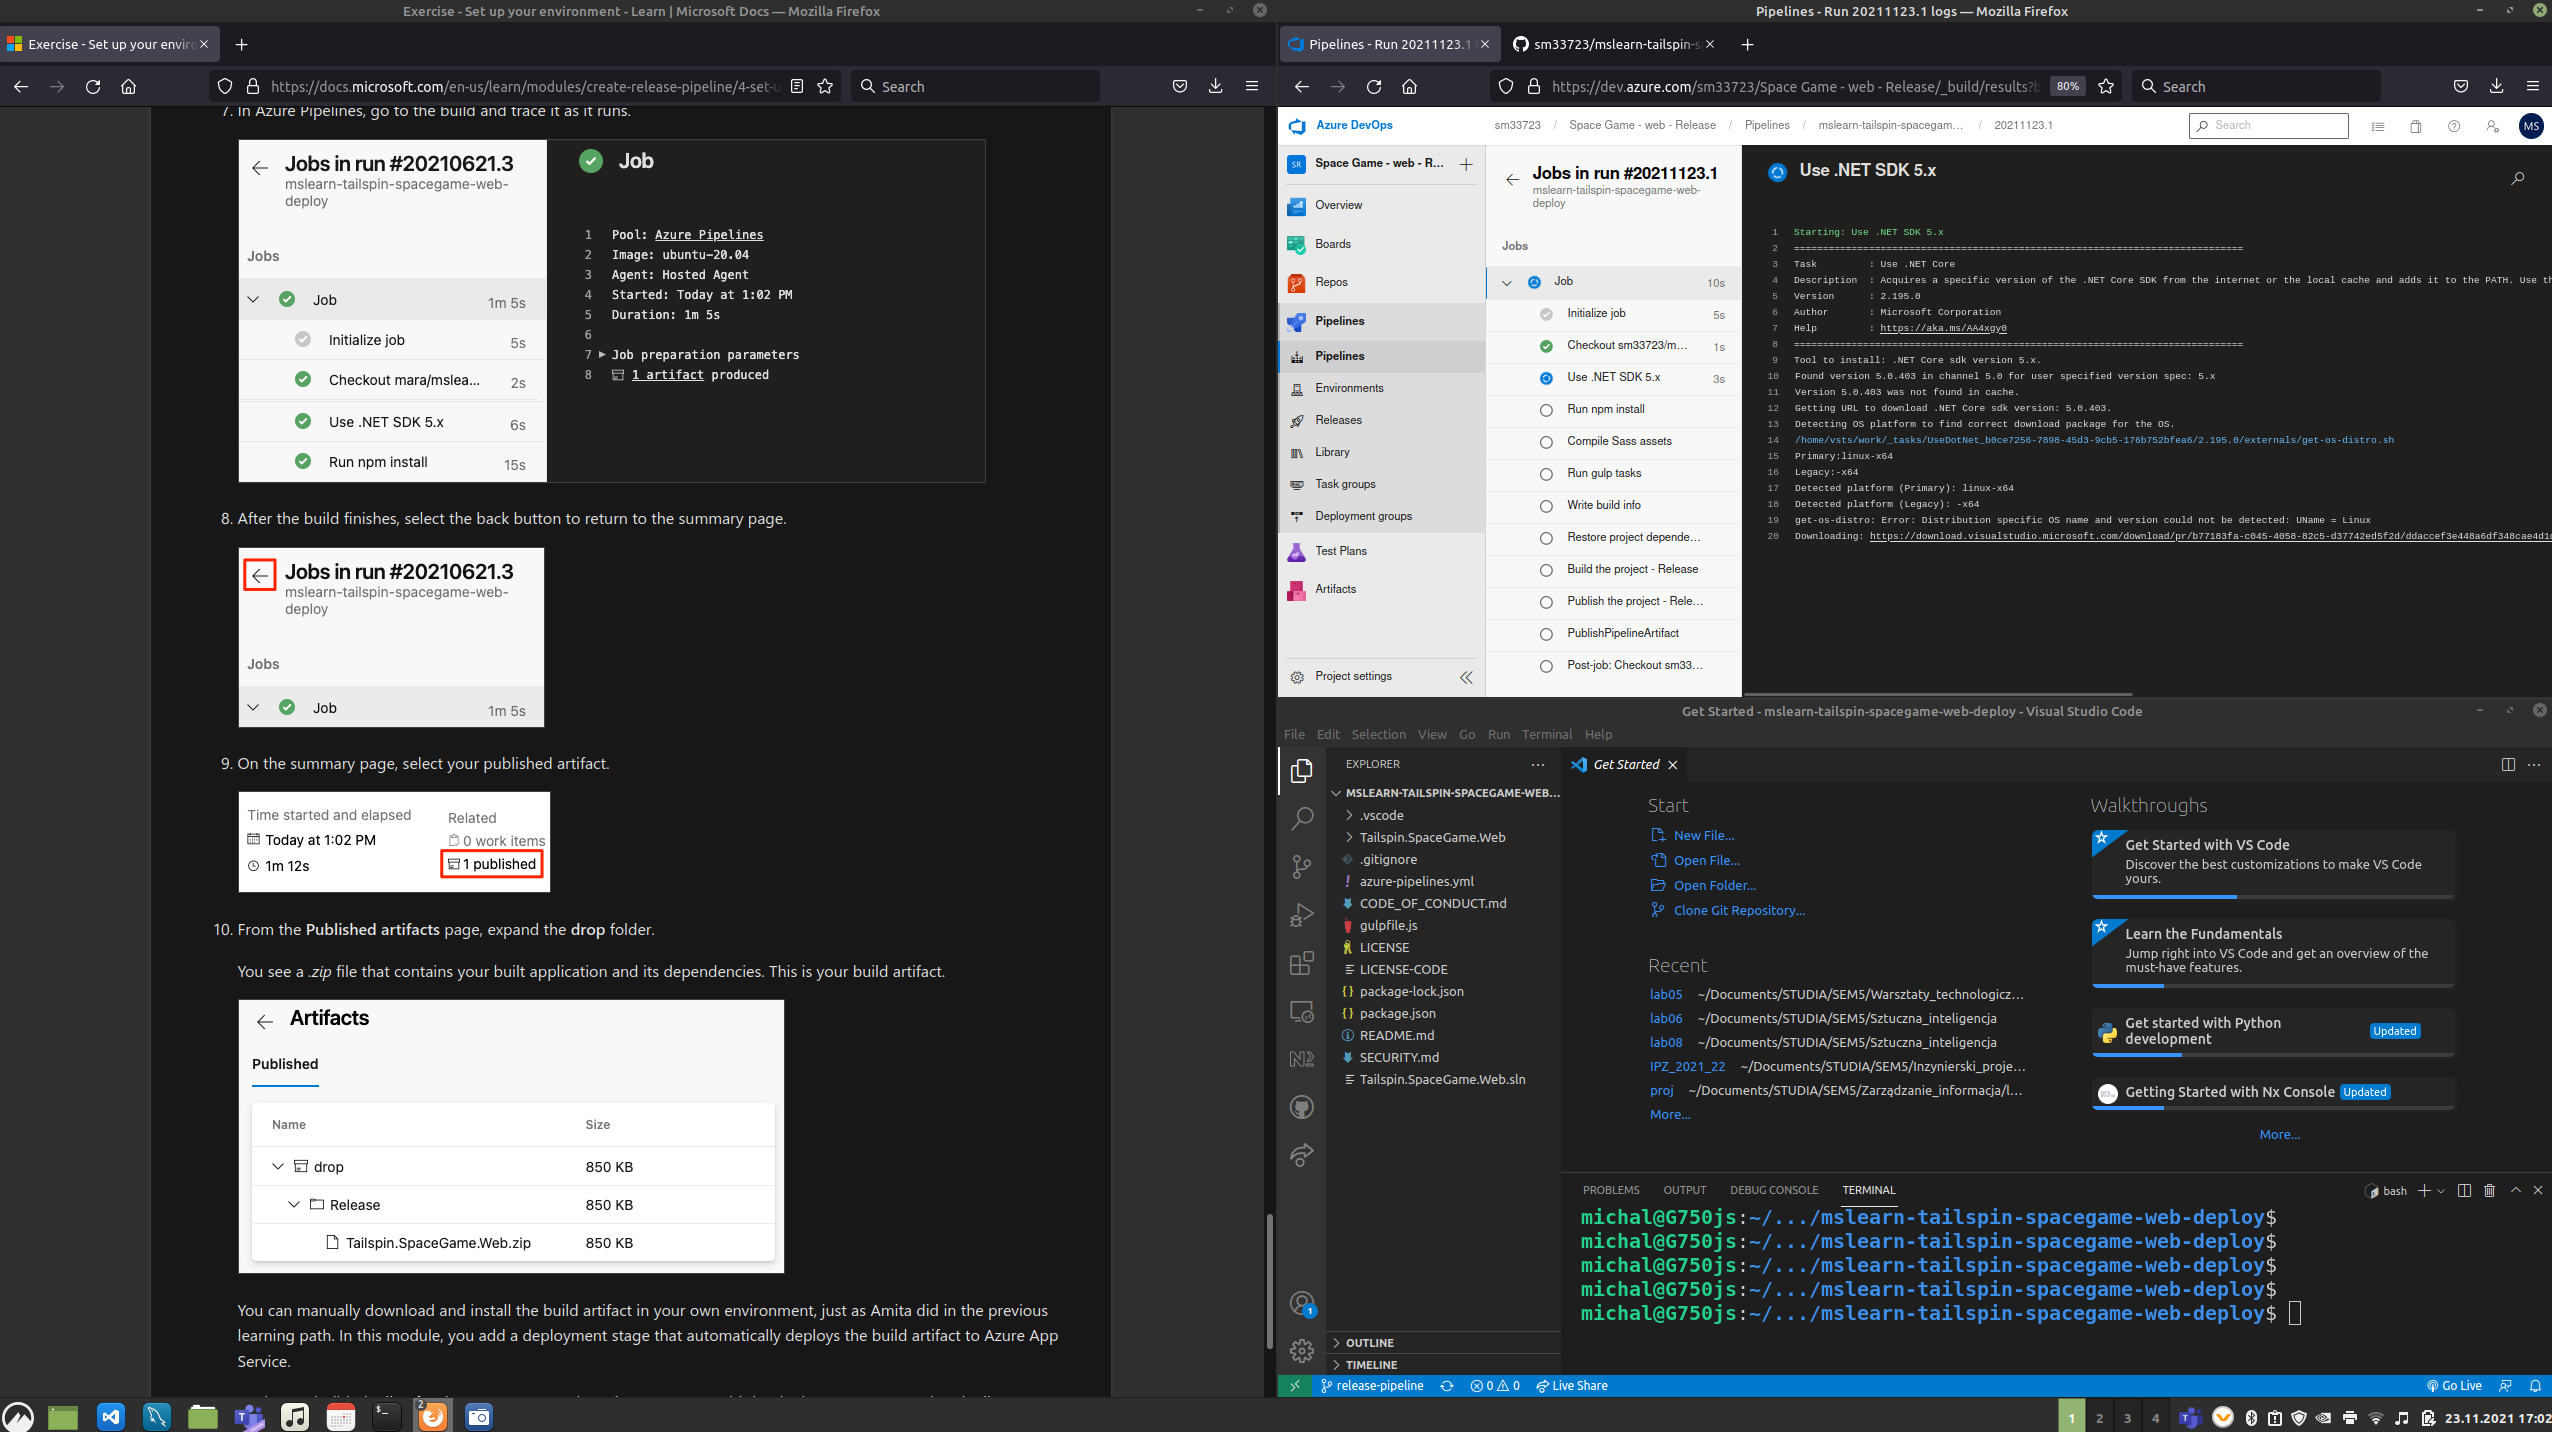 Exercise - Set up your environment - Learn | Microsoft Docs — Mozilla Firefox
Exercise - Set up your enviro
https://docs.microsoft.com/en-us/learn/modules/create-release-pipeline/4-set-u
Search
7. In Azure Pipelines, go to the build and trace it as it runs.
Jobs in run #20210621.3
mslearn-tailspin-spacegame-web-
deploy
Jobs
Job 1m 5s
Initialize job 5s
Checkout mara/mslea... 2s
Use .NET SDK 5.x 6s
Run npm install 15s
Job
1 Pool: Azure Pipelines
2 Image: ubuntu-20.04
3 Agent: Hosted Agent
4 Started: Today at 1:02 PM
5 Duration: 1m 5s
6
7 Job preparation parameters
8 1 artifact produced
8. After the build finishes, select the back button to return to the summary page.
Jobs in run #20210621.3
mslearn-tailspin-spacegame-web-
deploy
Jobs
Job 1m 5s
9. On the summary page, select your published artifact.
Time started and elapsed
Today at 1:02 PM
1m 12s
Related
0 work items
1 published
10. From the Published artifacts page, expand the drop folder.
You see a .zip file that contains your built application and its dependencies. This is your build artifact.
Artifacts
Published
Name Size
drop 850 KB
Release 850 KB
Tailspin.SpaceGame.Web.zip 850 KB
You can manually download and install the build artifact in your own environment, just as Amita did in the previous
learning path. In this module, you add a deployment stage that automatically deploys the build artifact to Azure App
Service.
Pipelines - Run 20211123.1 logs — Mozilla Firefox
Pipelines - Run 20211123.1
sm33723/mslearn-tailspin-s
https://dev.azure.com/sm33723/Space Game - web - Release/_build/results?b
80%
Search
Azure DevOps
sm33723 / Space Game - web - Release / Pipelines / mslearn-tailspin-spacegam... / 20211123.1
Search
MS
SR Space Game - web - R...
Overview
Boards
Repos
Pipelines
Pipelines
Environments
Releases
Library
Task groups
Deployment groups
Test Plans
Artifacts
Project settings
Jobs in run #20211123.1
mslearn-tailspin-spacegame-web-
deploy
Jobs
Job 10s
Initialize job 5s
Checkout sm33723/m... 1s
Use .NET SDK 5.x 3s
Run npm install
Compile Sass assets
Run gulp tasks
Write build info
Restore project depende...
Build the project - Release
Publish the project - Rele...
PublishPipelineArtifact
Post-job: Checkout sm33...
Use .NET SDK 5.x
1 Starting: Use .NET SDK 5.x
2 ==============================================================================
3 Task : Use .NET Core
4 Description : Acquires a specific version of the .NET Core SDK from the internet or the local cache and adds it to the PATH. Use th
5 Version : 2.195.0
6 Author : Microsoft Corporation
7 Help : https://aka.ms/AA4xgy0
8 ==============================================================================
9 Tool to install: .NET Core sdk version 5.x.
10 Found version 5.0.403 in channel 5.0 for user specified version spec: 5.x
11 Version 5.0.403 was not found in cache.
12 Getting URL to download .NET Core sdk version: 5.0.403.
13 Detecting OS platform to find correct download package for the OS.
14 /home/vsts/work/_tasks/UseDotNet_b0ce7256-7898-45d3-9cb5-176b752bfea6/2.195.0/externals/get-os-distro.sh
15 Primary:linux-x64
16 Legacy:-x64
17 Detected platform (Primary): linux-x64
18 Detected platform (Legacy): -x64
19 get-os-distro: Error: Distribution specific OS name and version could not be detected: UName = Linux
20 Downloading: https://download.visualstudio.microsoft.com/download/pr/b77183fa-c045-4058-82c5-d37742ed5f2d/ddaccef3e448a6df348cae4d1d
Get Started - mslearn-tailspin-spacegame-web-deploy - Visual Studio Code
File Edit Selection View Go Run Terminal Help
EXPLORER
MSLEARN-TAILSPIN-SPACEGAME-WEB...
.vscode
Tailspin.SpaceGame.Web
.gitignore
azure-pipelines.yml
CODE_OF_CONDUCT.md
gulpfile.js
LICENSE
LICENSE-CODE
package-lock.json
package.json
README.md
SECURITY.md
Tailspin.SpaceGame.Web.sln
OUTLINE
TIMELINE
Get Started
Start
New File...
Open File...
Open Folder...
Clone Git Repository...
Recent
lab05 ~/Documents/STUDIA/SEM5/Warsztaty_technologicz...
lab06 ~/Documents/STUDIA/SEM5/Sztuczna_inteligencja
lab08 ~/Documents/STUDIA/SEM5/Sztuczna_inteligencja
IPZ_2021_22 ~/Documents/STUDIA/SEM5/Inzynierski_proje...
proj ~/Documents/STUDIA/SEM5/Zarządzanie_informacja/l...
More...
Walkthroughs
Get Started with VS Code
Discover the best customizations to make VS Code
yours.
Learn the Fundamentals
Jump right into VS Code and get an overview of the
must-have features.
Get started with Python
development
Updated
Getting Started with Nx Console Updated
More...
PROBLEMS OUTPUT DEBUG CONSOLE TERMINAL
bash
michal@G750js:~/.../mslearn-tailspin-spacegame-web-deploy$
michal@G750js:~/.../mslearn-tailspin-spacegame-web-deploy$
michal@G750js:~/.../mslearn-tailspin-spacegame-web-deploy$
michal@G750js:~/.../mslearn-tailspin-spacegame-web-deploy$
michal@G750js:~/.../mslearn-tailspin-spacegame-web-deploy$
1
release-pipeline 0 0 Live Share
Go Live
2
1 2 3 4
23.11.2021 17:02